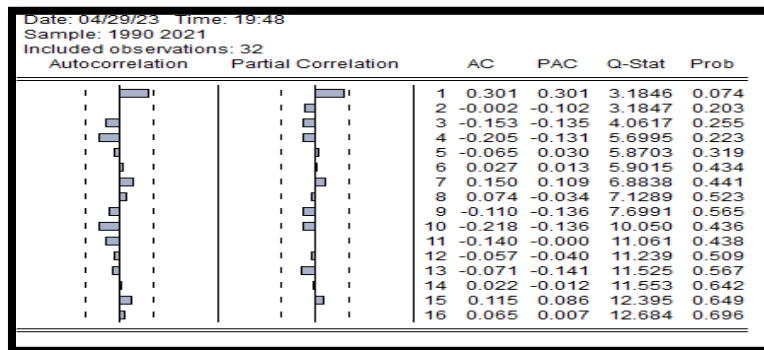 Date: 04/29/23 Time: 19:48
Sample: 1990 2021
Included observations: 32
Autocorrelation Partial Correlation AC PAC Q-Stat Prob
1 0.301 0.301 3.1846 0.074
2 -0.002 -0.102 3.1847 0.203
3 -0.153 -0.135 4.0617 0.255
4 -0.205 -0.131 5.6995 0.223
5 -0.065 0.030 5.8703 0.319
6 0.027 0.013 5.9015 0.434
7 0.150 0.109 6.8838 0.441
8 0.074 -0.034 7.1289 0.523
9 -0.110 -0.136 7.6991 0.565
10 -0.218 -0.136 10.050 0.436
11 -0.140 -0.000 11.061 0.438
12 -0.057 -0.040 11.239 0.509
13 -0.071 -0.141 11.525 0.567
14 0.022 -0.012 11.553 0.642
15 0.115 0.086 12.395 0.649
16 0.065 0.007 12.684 0.696